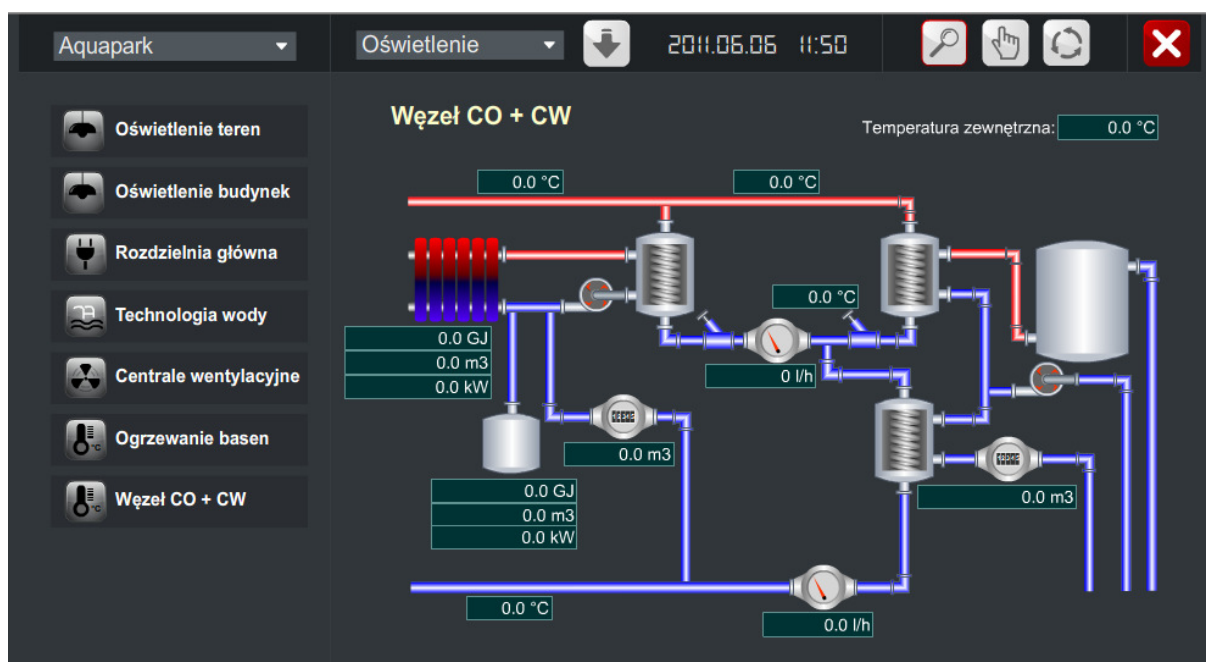 Aquapark
Oświetlenie
2011.06.06 11:50
Oświetlenie teren
Oświetlenie budynek
Rozdzielnia główna
Technologia wody
Centrale wentylacyjne
Ogrzewanie basen
Węzeł CO + CW
Węzeł CO + CW
Temperatura zewnętrzna: 0.0 °C
0.0 °C
0.0 °C
0.0 °C
0.0 GJ
0.0 m3
0.0 kW
0 l/h
0.0 m3
0.0 GJ
0.0 m3
0.0 kW
0.0 m3
0.0 °C
0.0 l/h